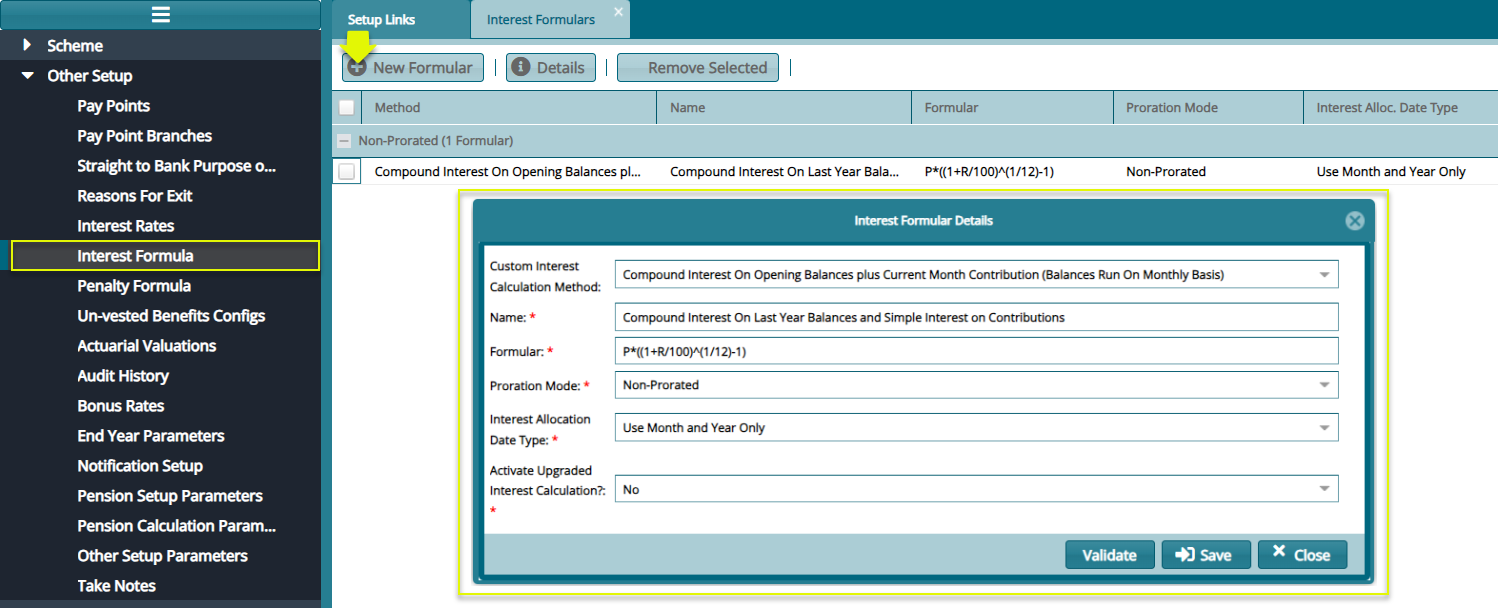 Setup Links
Interest Formulars
Scheme
Other Setup
Pay Points
Pay Point Branches
Straight to Bank Purpose o...
Reasons For Exit
Interest Rates
Interest Formula
Penalty Formula
Un-vested Benefits Configs
Actuarial Valuations
Audit History
Bonus Rates
End Year Parameters
Notification Setup
Pension Setup Parameters
Pension Calculation Param...
Other Setup Parameters
Take Notes
New Formular | Details | Remove Selected |
Method Name Formular Proration Mode Interest Alloc. Date Type
Non-Prorated (1 Formular)
Compound Interest On Opening Balances pl... Compound Interest On Last Year Bala... P*((1+R/100)^(1/12)-1) Non-Prorated Use Month and Year Only
Interest Formular Details
Custom Interest
Calculation Method:
Compound Interest On Opening Balances plus Current Month Contribution (Balances Run On Monthly Basis)
Name: * Compound Interest On Last Year Balances and Simple Interest on Contributions
Formular: * P*((1+R/100)^(1/12)-1)
Proration Mode: * Non-Prorated
Interest Allocation
Date Type: *
Use Month and Year Only
Activate Upgraded
Interest Calculation?:
*
No
Validate Save Close